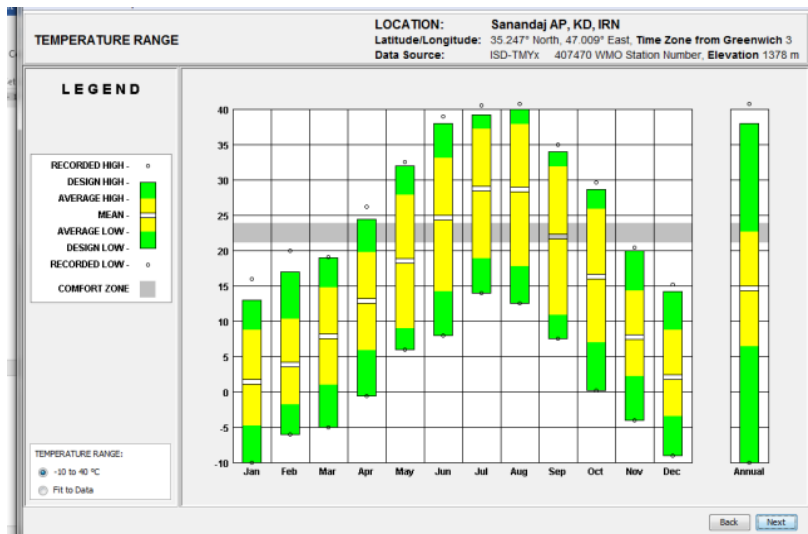 TEMPERATURE RANGE
LOCATION: Sanandaj AP, KD, IRN
Latitude/Longitude: 35.247° North, 47.009° East, Time Zone from Greenwich 3
Data Source: ISD-TMYx 407470 WMO Station Number, Elevation 1378 m
LEGEND
RECORDED HIGH -
DESIGN HIGH -
AVERAGE HIGH -
MEAN -
AVERAGE LOW -
DESIGN LOW -
RECORDED LOW -
COMFORT ZONE
TEMPERATURE RANGE:
-10 to 40 °C
Fit to Data
40
35
30
25
20
15
10
5
0
-5
-10
Jan Feb Mar Apr May Jun Jul Aug Sep Oct Nov Dec Annual
Back Next